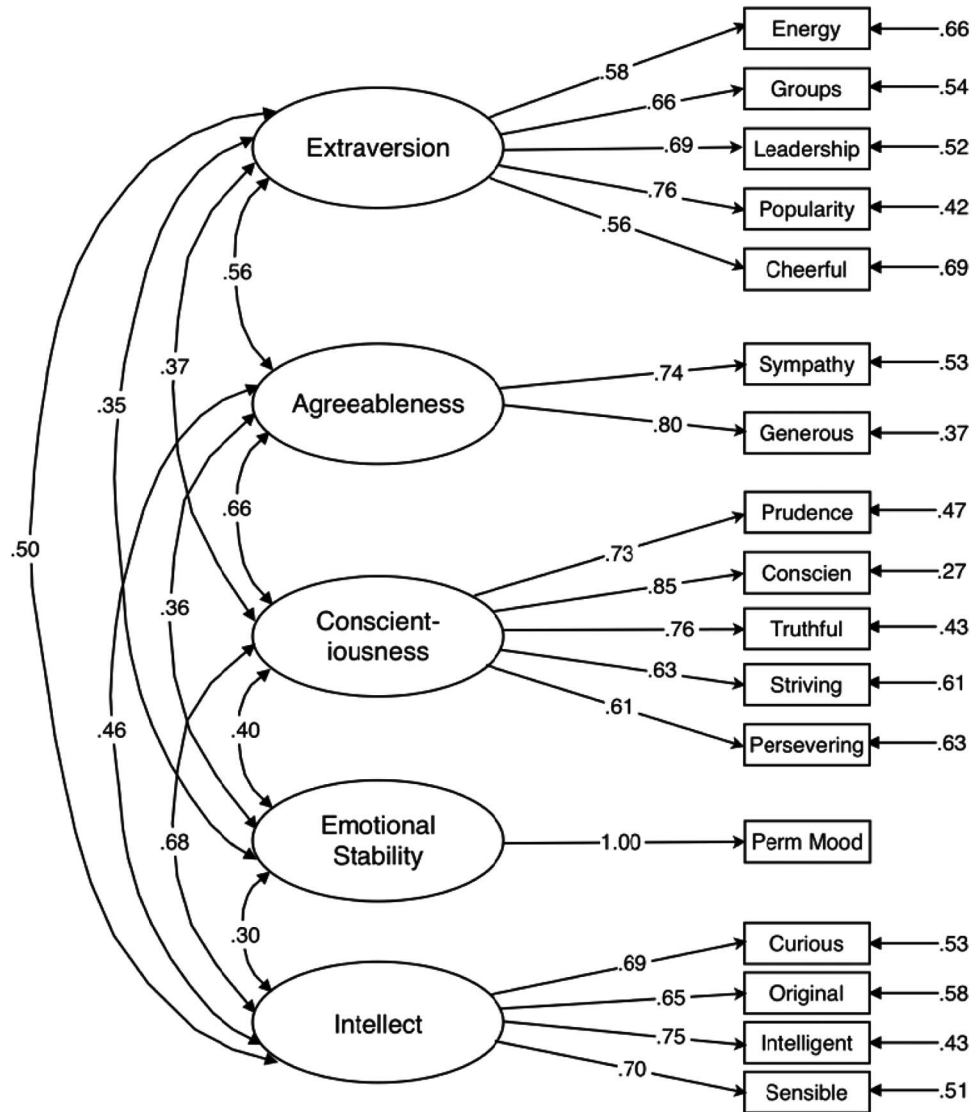 Energy
.66
.58
Groups
.54
.66
Extraversion
.69
Leadership
.52
.76
Popularity
.42
.56
Cheerful
.69
.56
.37
Sympathy
.53
.74
.35
Agreeableness
.80
Generous
.37
.66
Prudence
.47
.50
.73
Conscien
.27
.85
.36
Conscient-
iousness
.76
Truthful
.43
.63
Striving
.61
.61
.46
.40
Persevering
.63
Emotional
Stability
1.00
Perm Mood
.68
.30
Curious
.53
.69
Original
.58
.65
Intellect
.75
Intelligent
.43
.70
Sensible
.51